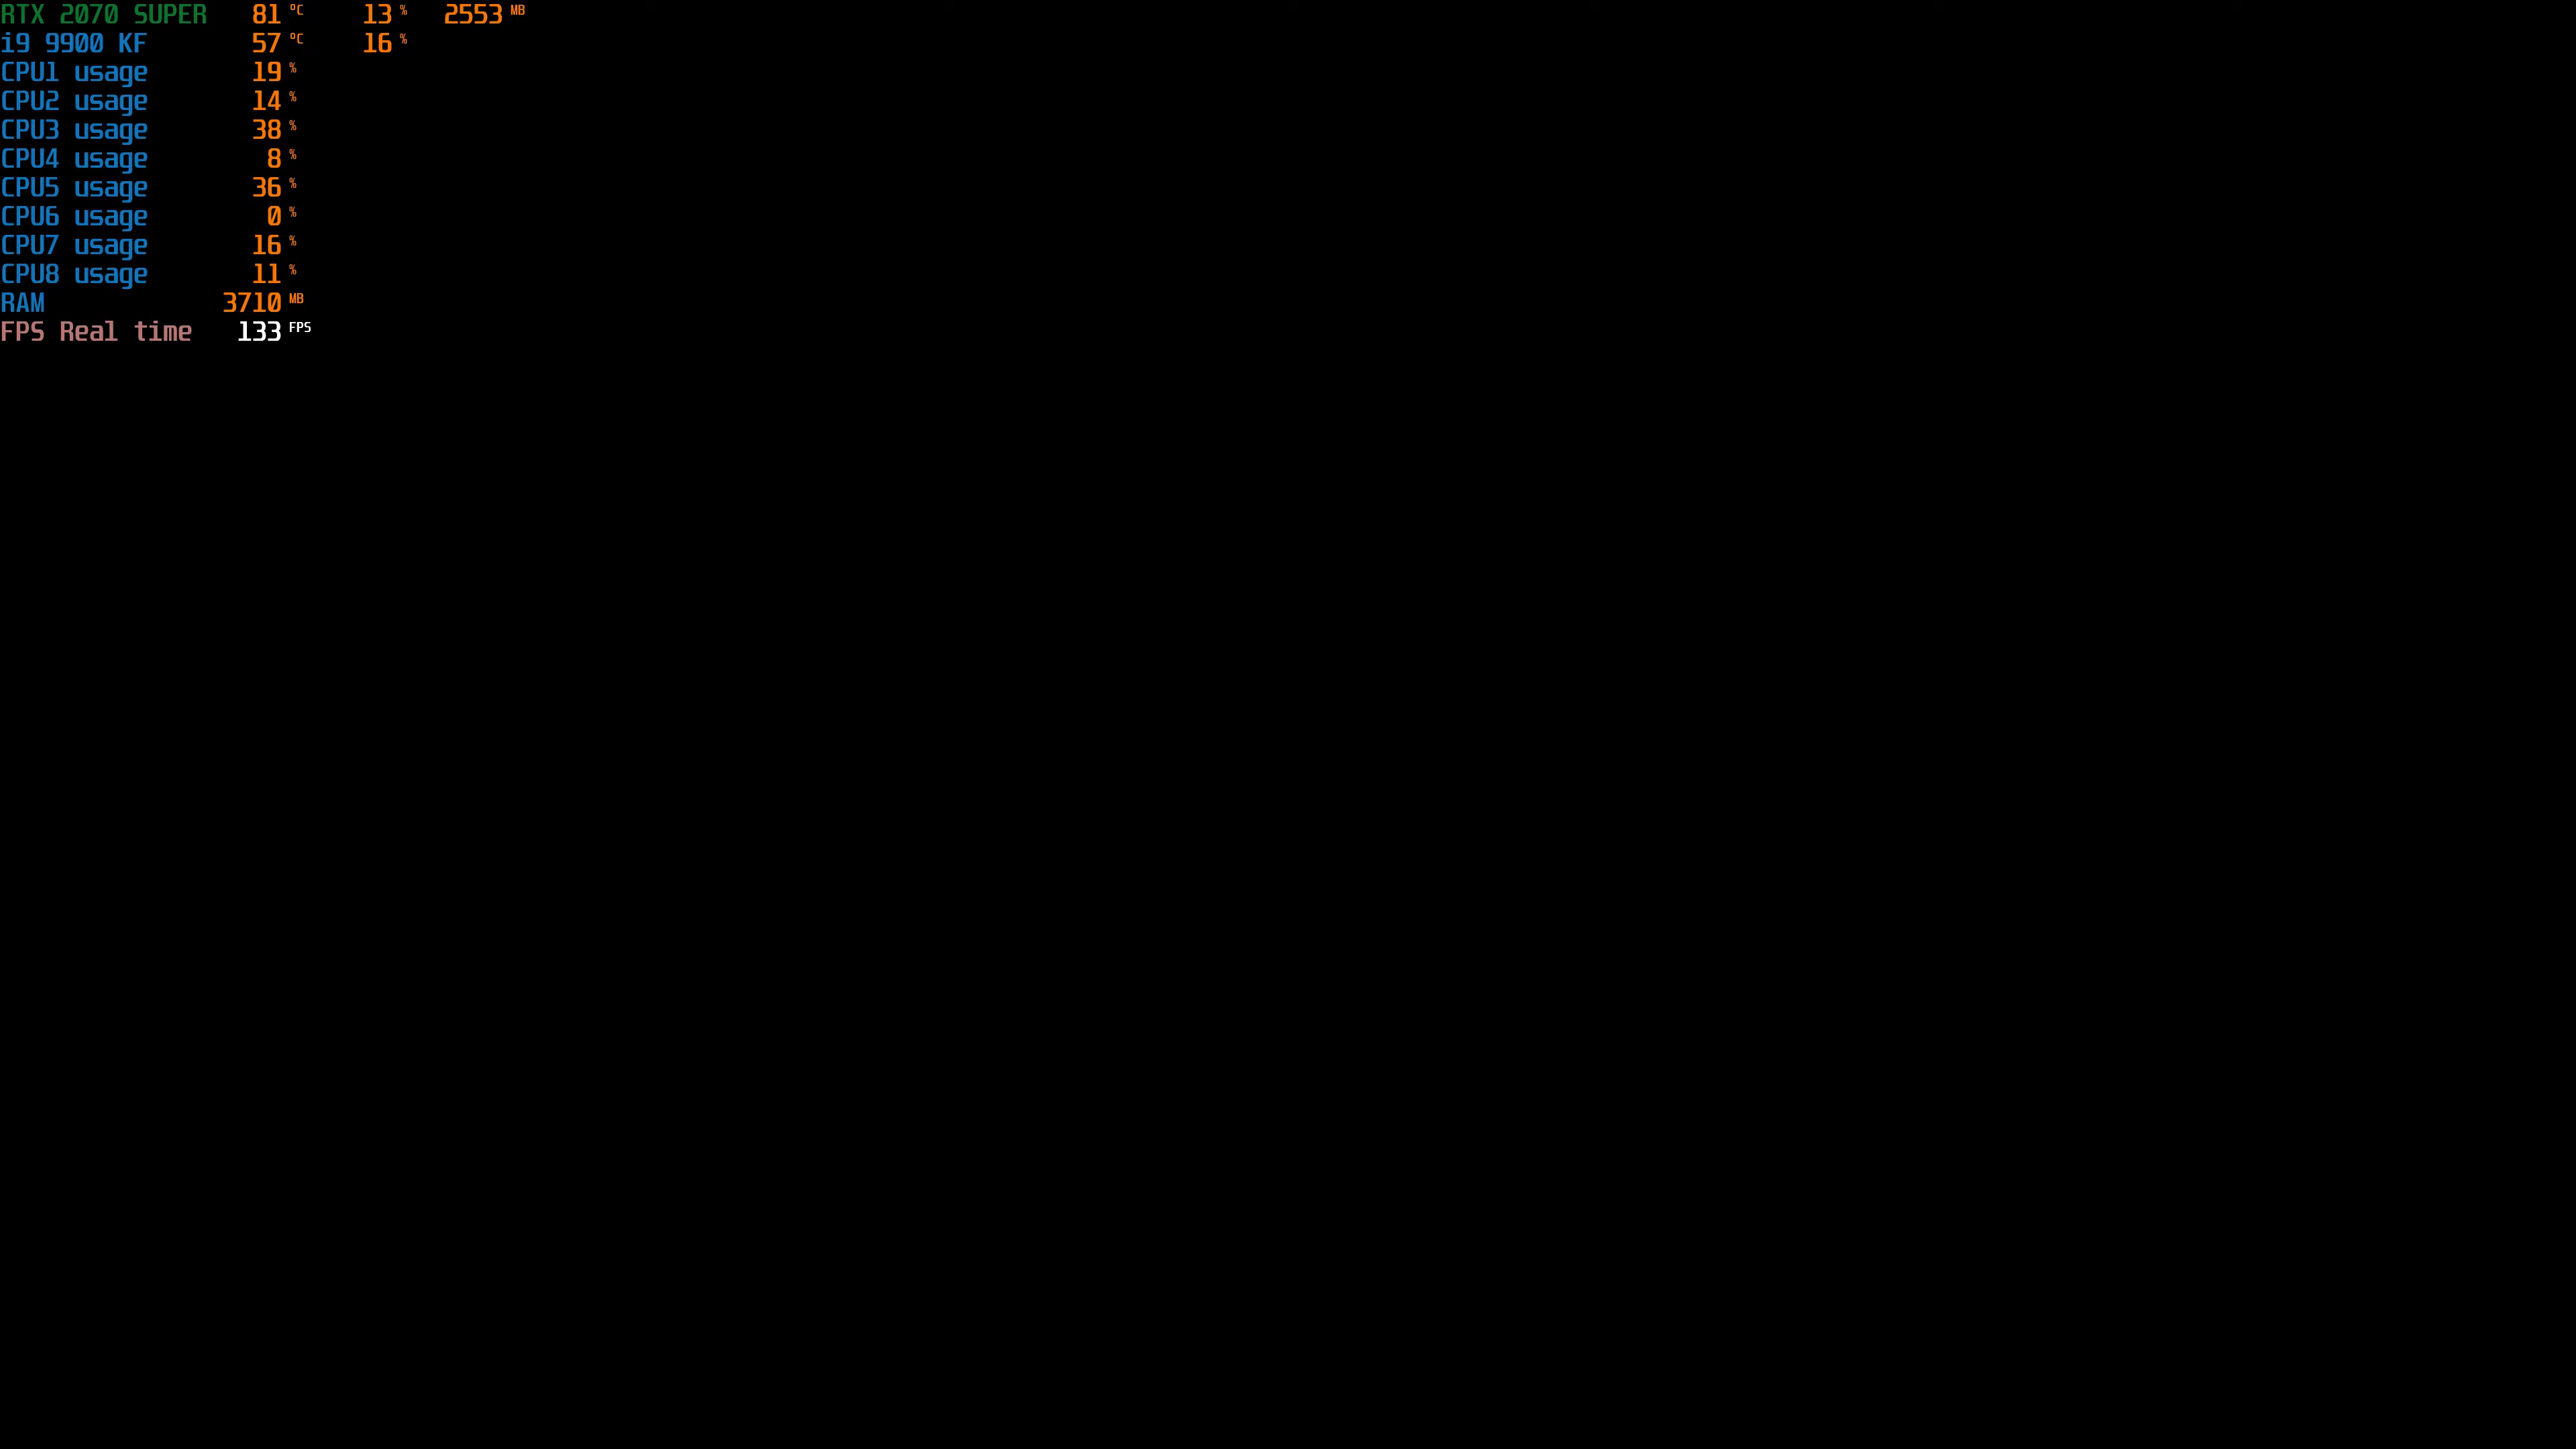 RTX 2070 SUPER 81 °C 13 % 2553 MB
i9 9900 KF 57 °C 16 %
CPU1 usage 19 %
CPU2 usage 14 %
CPU3 usage 38 %
CPU4 usage 8 %
CPU5 usage 36 %
CPU6 usage 0 %
CPU7 usage 16 %
CPU8 usage 11 %
RAM 3710 MB
FPS Real time 133 FPS